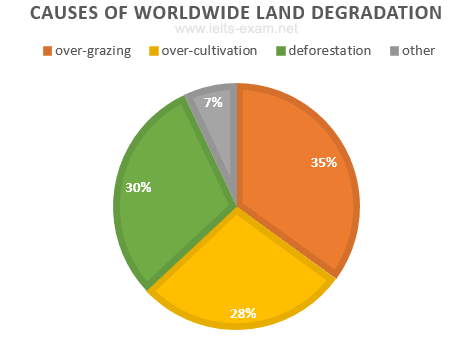 CAUSES OF WORLDWIDE LAND DEGRADATION
www.ielts-exam.net
over-grazing over-cultivation deforestation other
7%
35%
30%
28%